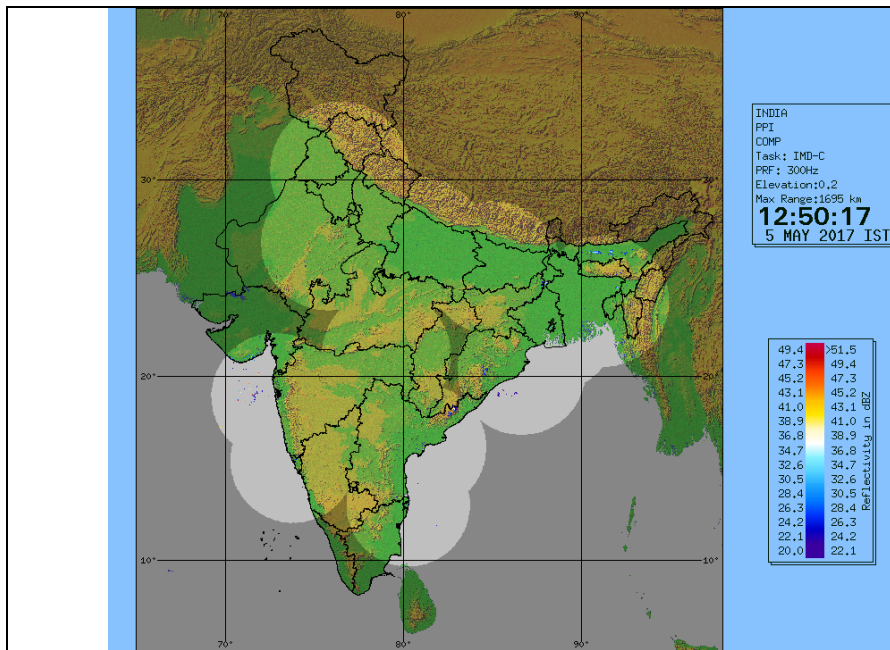 70° 80° 90°
INDIA
PPI
COMP
Task: IMD-C
PRF: 300Hz
Elevation:0.2
Max Range:1695 km
12:50:17
5 MAY 2017 IST
30° 30°
49.4 >51.5
47.3 49.4
45.2 47.3
43.1 45.2
41.0 43.1
38.9 41.0
36.8 38.9
34.7 36.8
32.6 34.7
30.5 32.6
28.4 30.5
26.3 28.4
24.2 26.3
22.1 24.2
20.0 22.1
Reflectivity in dBZ
20° 20°
10° 10°
70° 80° 90°